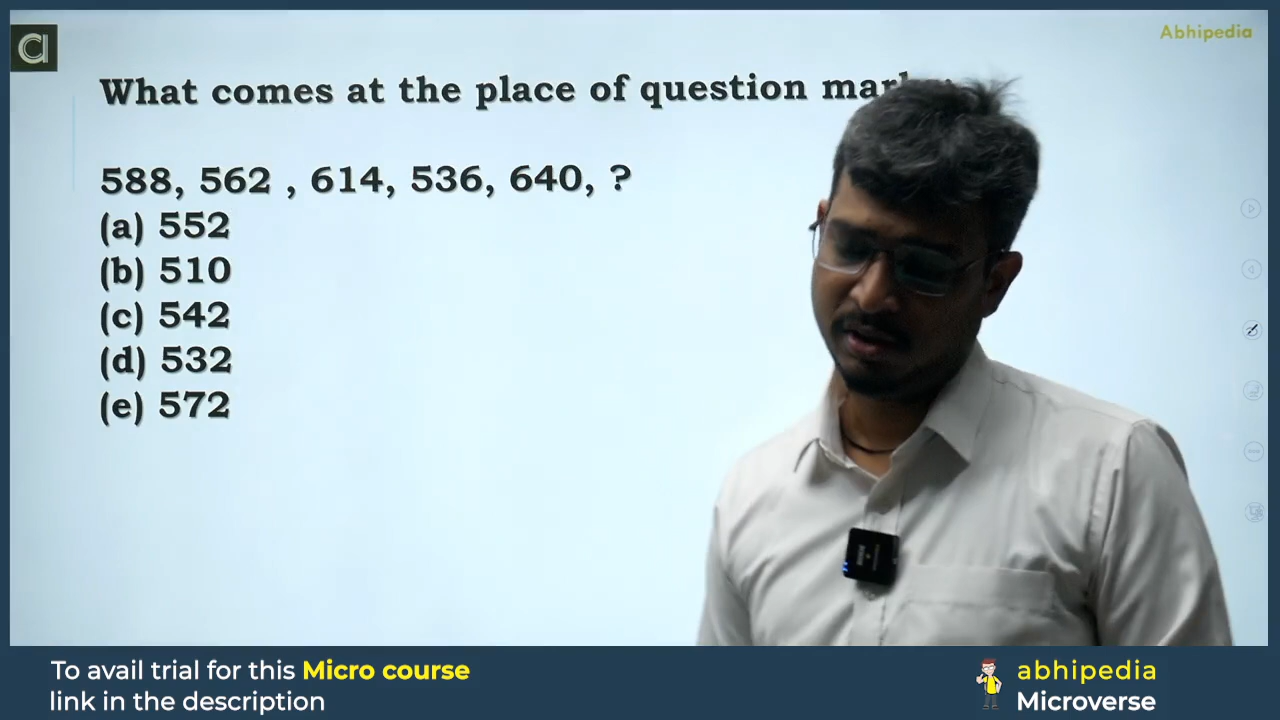 Abhipedia
What comes at the place of question
588, 562 , 614, 536, 640, ?
(a) 552
(b) 510
(c) 542
(d) 532
(e) 572
To avail trial for this Micro course
link in the description
abhipedia
Microverse